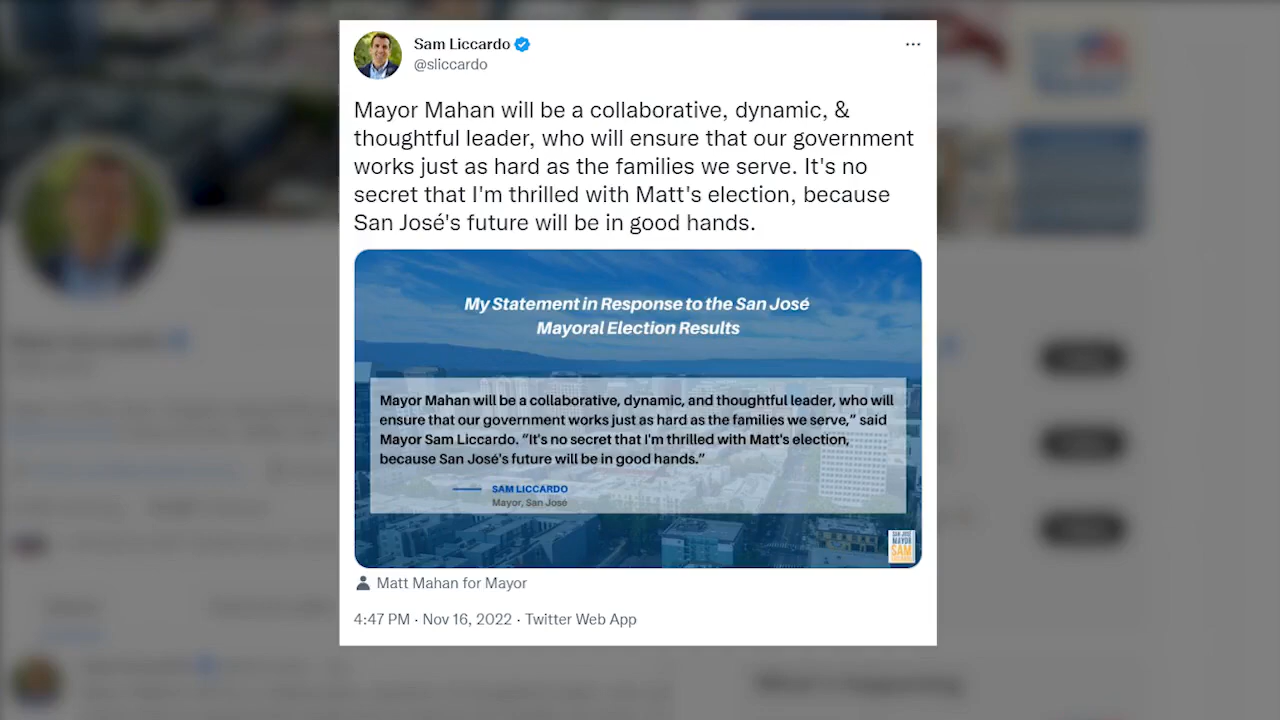 Sam Liccardo
@sliccardo
Mayor Mahan will be a collaborative, dynamic, &
thoughtful leader, who will ensure that our government
works just as hard as the families we serve. It's no
secret that I'm thrilled with Matt's election, because
San José's future will be in good hands.
My Statement in Response to the San José
Mayoral Election Results
Mayor Mahan will be a collaborative, dynamic, and thoughtful leader, who will
ensure that our government works just as hard as the families we serve,” said
Mayor Sam Liccardo. “It's no secret that I'm thrilled with Matt's election,
because San José's future will be in good hands.”
SAM LICCARDO
Mayor, San José
SAN JOSE
MAYOR
SAM
Matt Mahan for Mayor
4:47 PM · Nov 16, 2022 · Twitter Web App